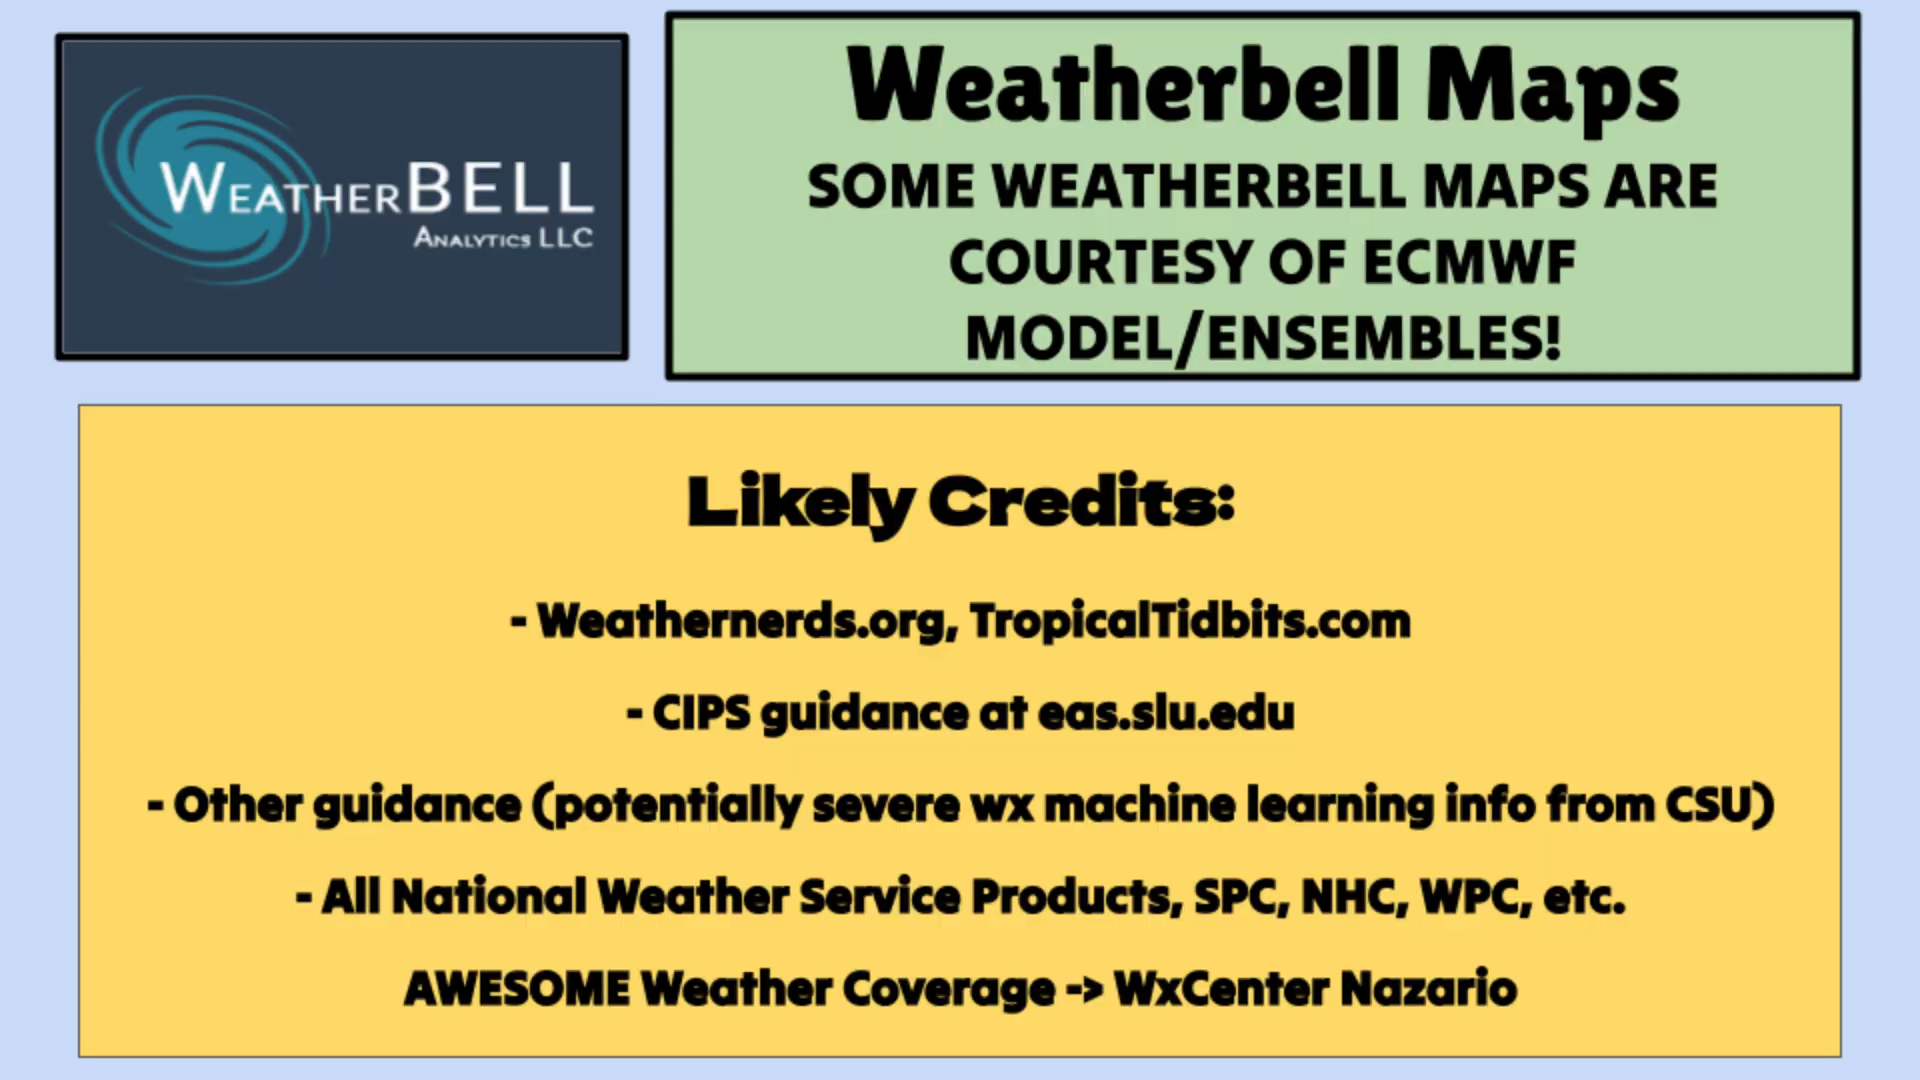 WEATHERBELL
ANALYTICS LLC
Weatherbell Maps
SOME WEATHERBELL MAPS ARE
COURTESY OF ECMWF
MODEL/ENSEMBLES!
Likely Credits:
- Weathernerds.org, TropicalTidbits.com
- CIPS guidance at eas.slu.edu
- Other guidance (potentially severe wx machine learning info from CSU)
- All National Weather Service Products, SPC, NHC, WPC, etc.
AWESOME Weather Coverage -> WxCenter Nazario